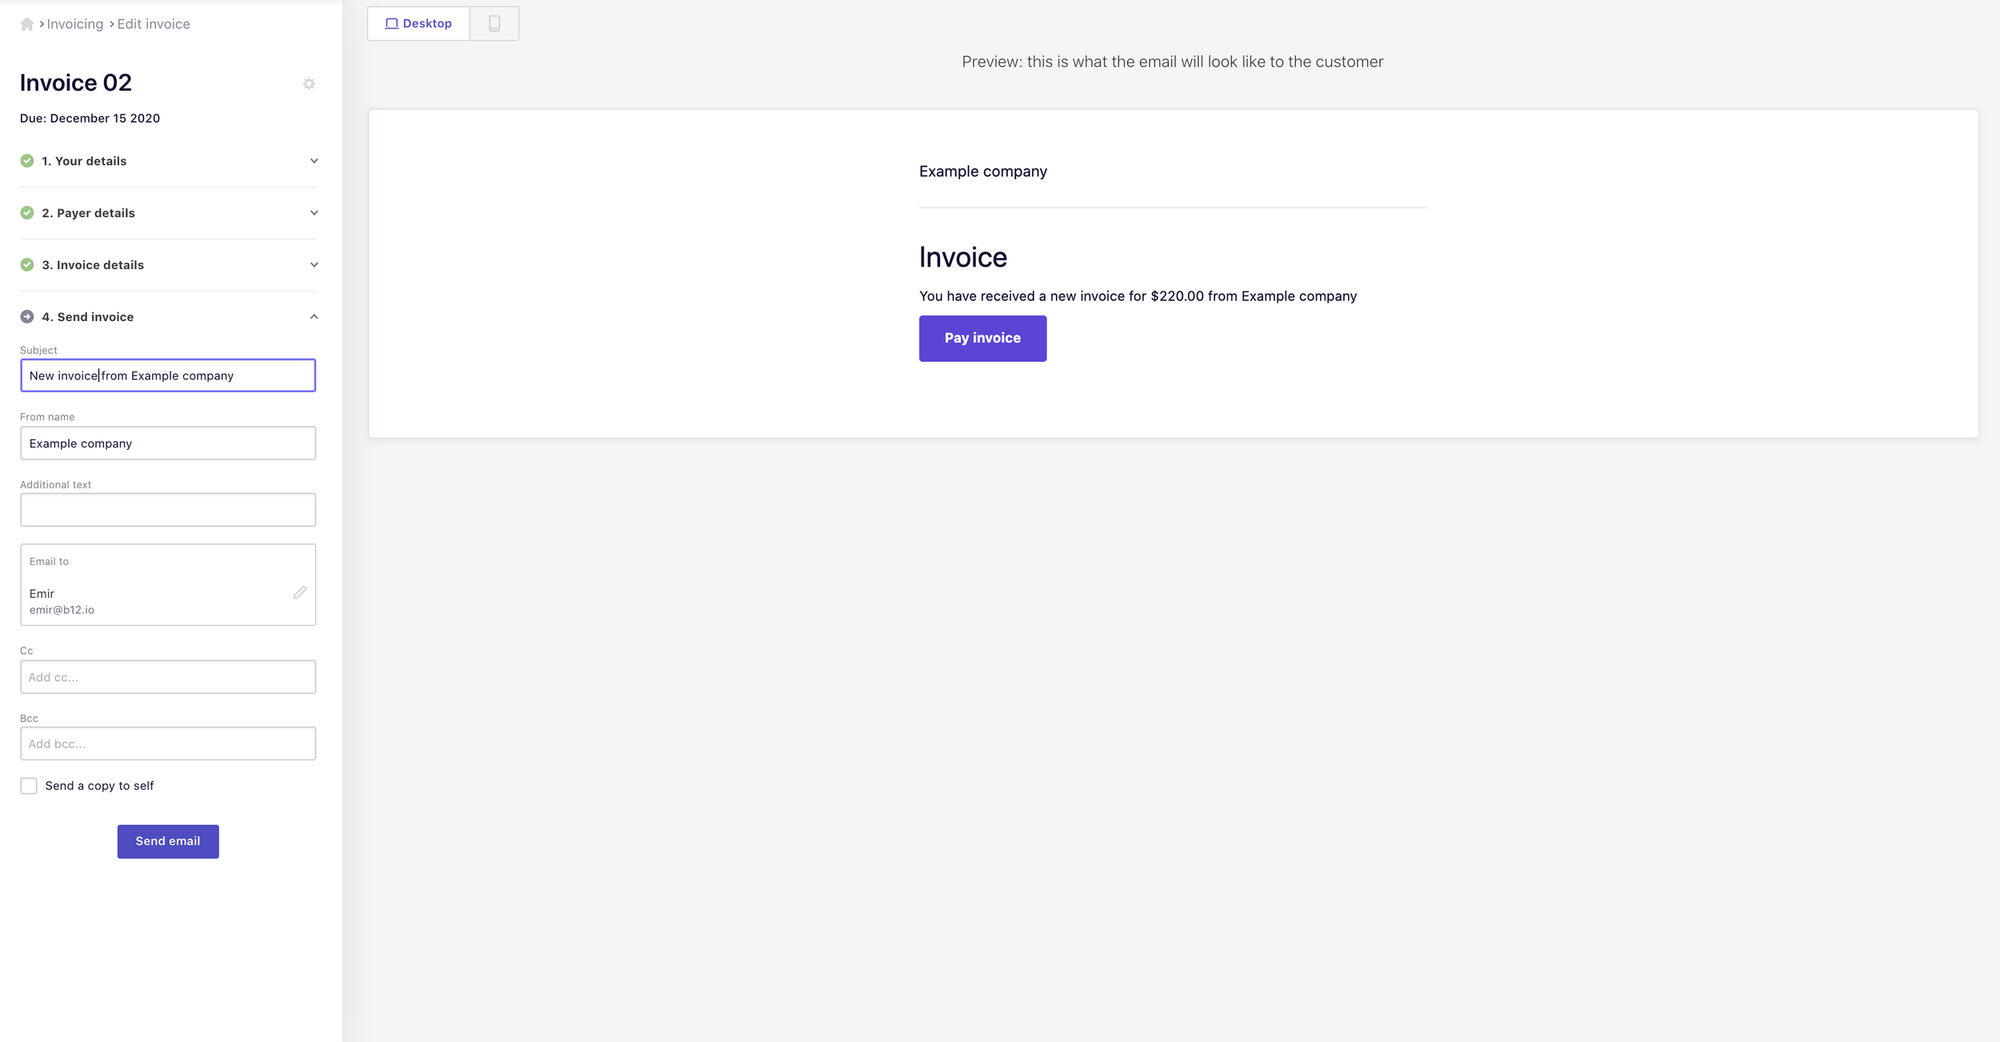 Invoicing Edit invoice
Invoice 02
Due: December 15 2020
1. Your details
2. Payer details
3. Invoice details
4. Send invoice
Subject
New invoice from Example company
From name
Example company
Additional text
Email to
Emir
emir@b12.io
Cc
Add cc...
Bcc
Add bcc...
Send a copy to self
Send email
Desktop
Preview: this is what the email will look like to the customer
Example company
Invoice
You have received a new invoice for $220.00 from Example company
Pay invoice